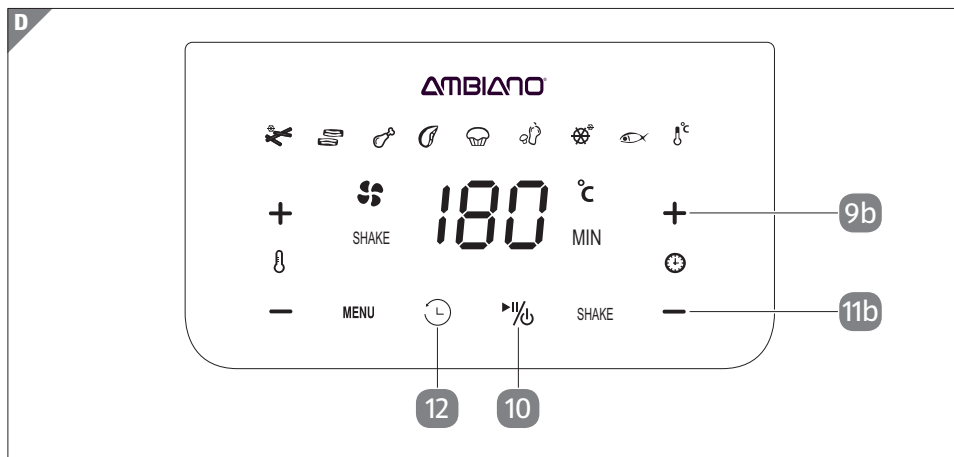 D
AMBIANO
°C
180 °C
+ + 9b
SHAKE MIN
− MENU SHAKE − 11b
12 10